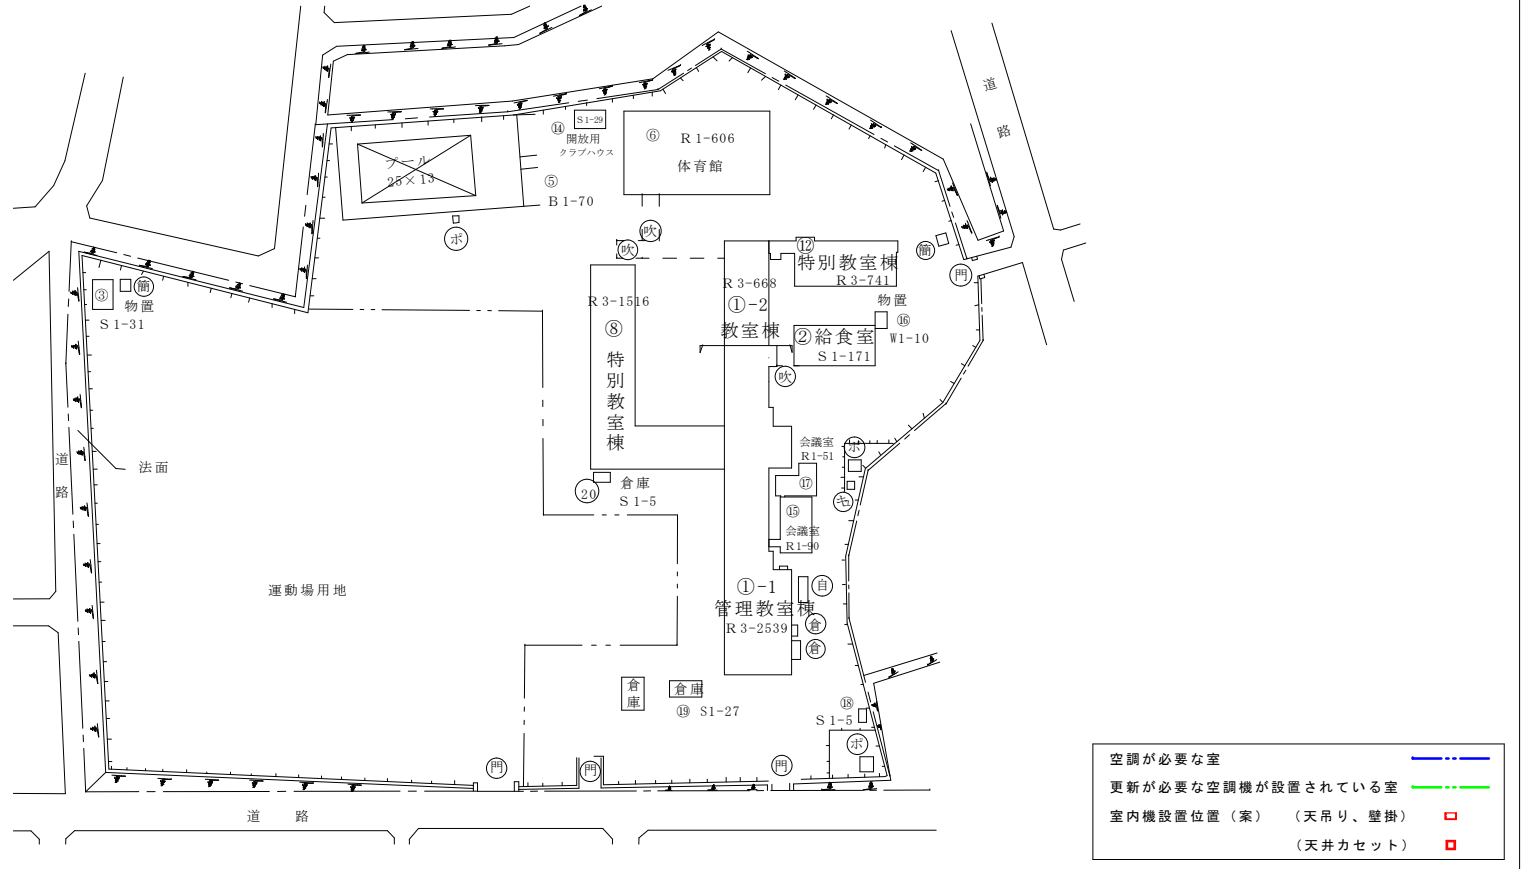 道
路
⑭
S1-29
開放用
クラブハウス
⑥ R1-606
体育館
プール
25×13
⑤
B1-70
ポ
吹
吹
⑫
特別教室棟
R3-741
簡
門
③
簡
物置
S1-31
R3-1516
⑧
特別教室棟
R3-668
①-2
教室棟
物置
⑯
W1-10
②給食室
S1-171
吹
道
路
法面
20
倉庫
S1-5
会議室
R1-51
⑰
ポ
キュ
⑮
会議室
R1-90
運動場用地
①-1
管理教室棟
R3-2539
自
倉
倉
倉庫
倉庫
⑲ S1-27
⑱
S1-5
ポ
門
門
門
道 路
空調が必要な室
更新が必要な空調機が設置されている室
室内機設置位置（案） （天吊り、壁掛）
（天井カセット）